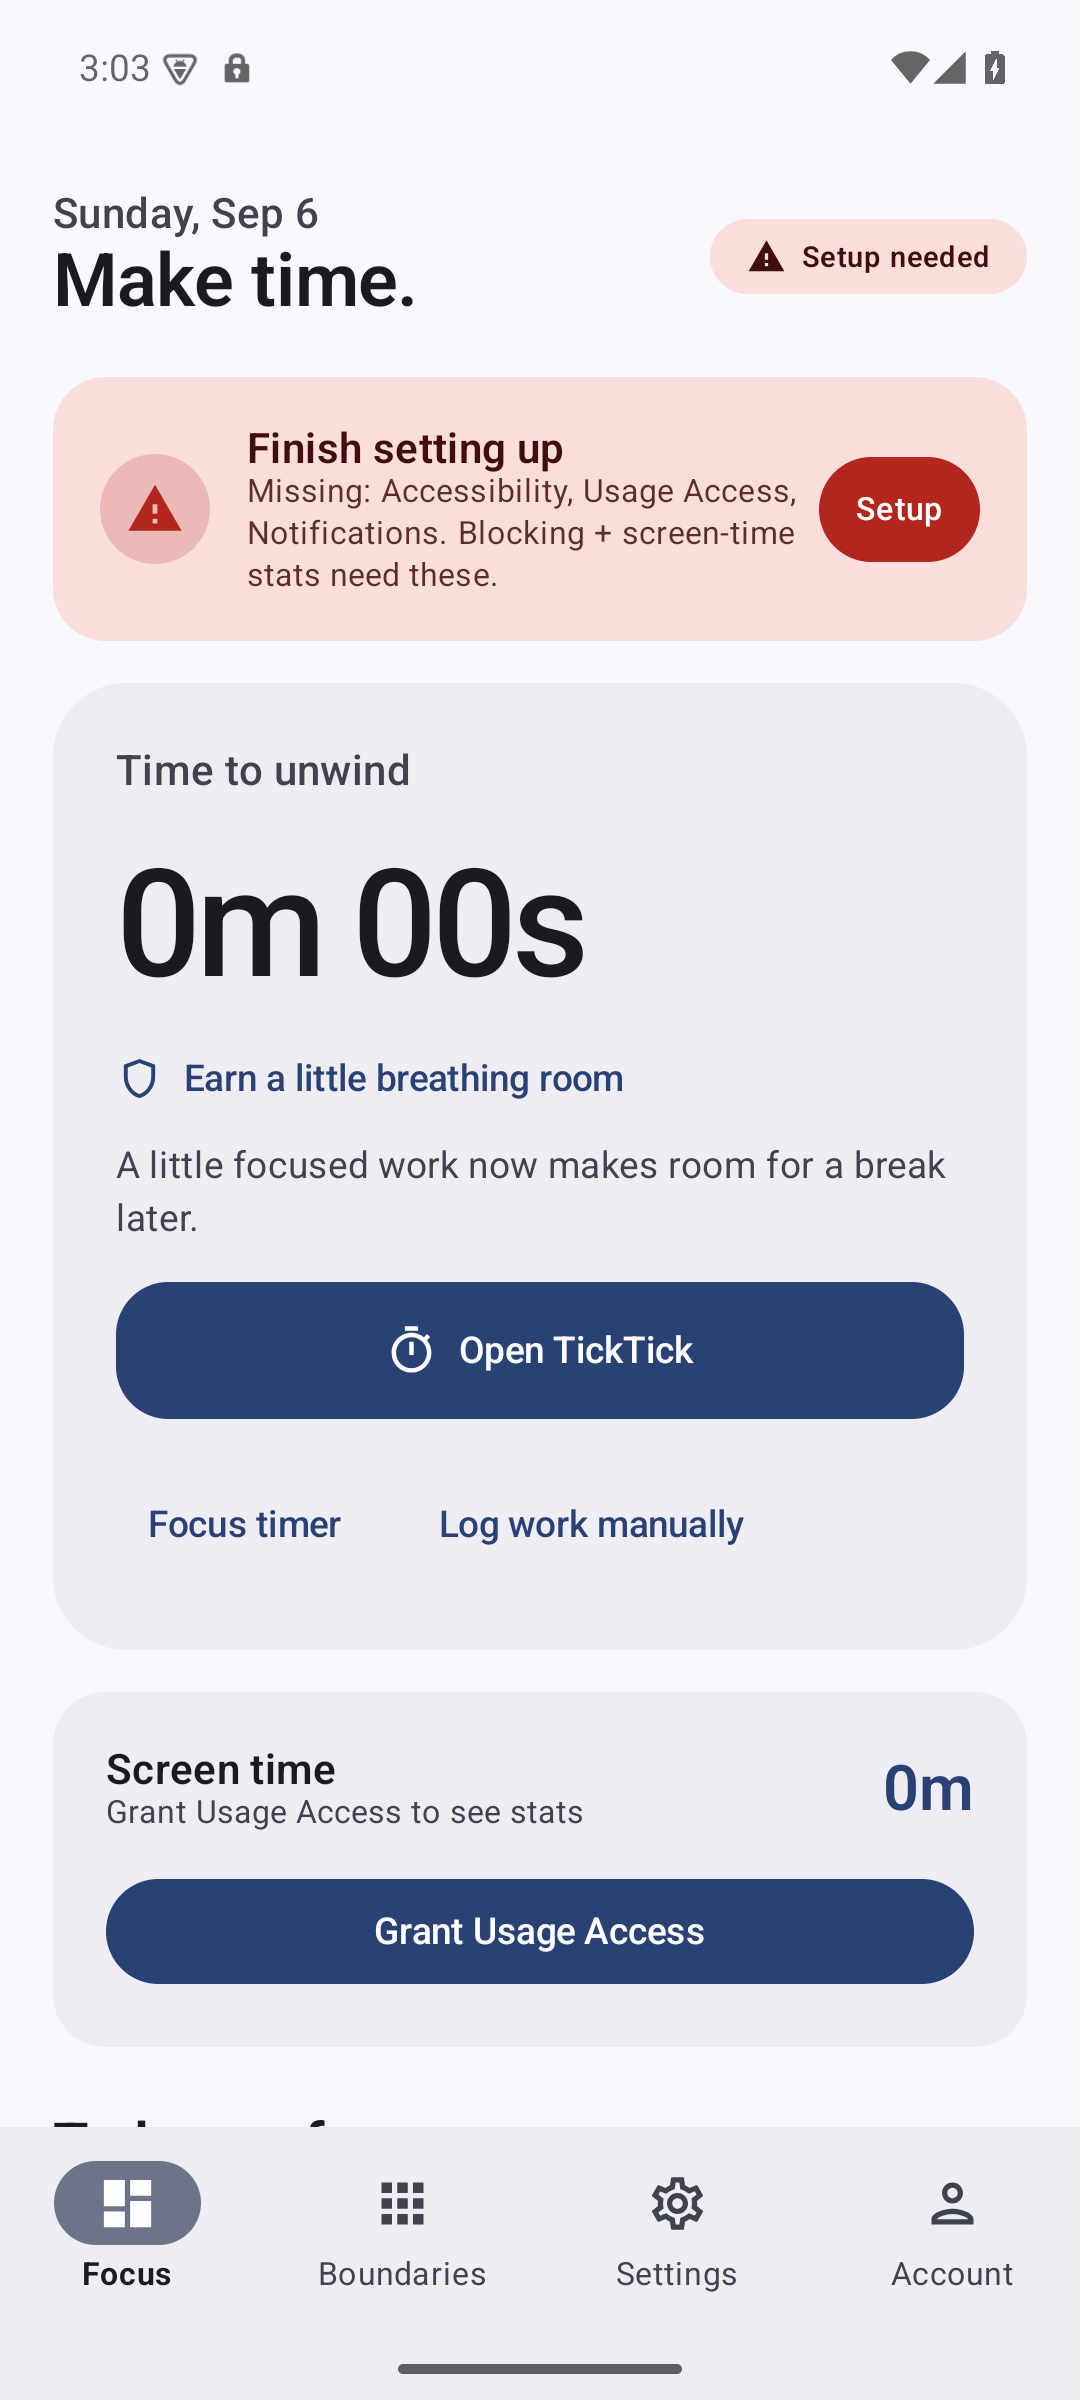 3:03
Sunday, Sep 6
Make time.
Setup needed
Finish setting up
Missing: Accessibility, Usage Access,
Notifications. Blocking + screen-time
stats need these.
Setup
Time to unwind
0m 00s
Earn a little breathing room
A little focused work now makes room for a break
later.
Open TickTick
Focus timer
Log work manually
Screen time
Grant Usage Access to see stats
0m
Grant Usage Access
Focus
Boundaries
Settings
Account